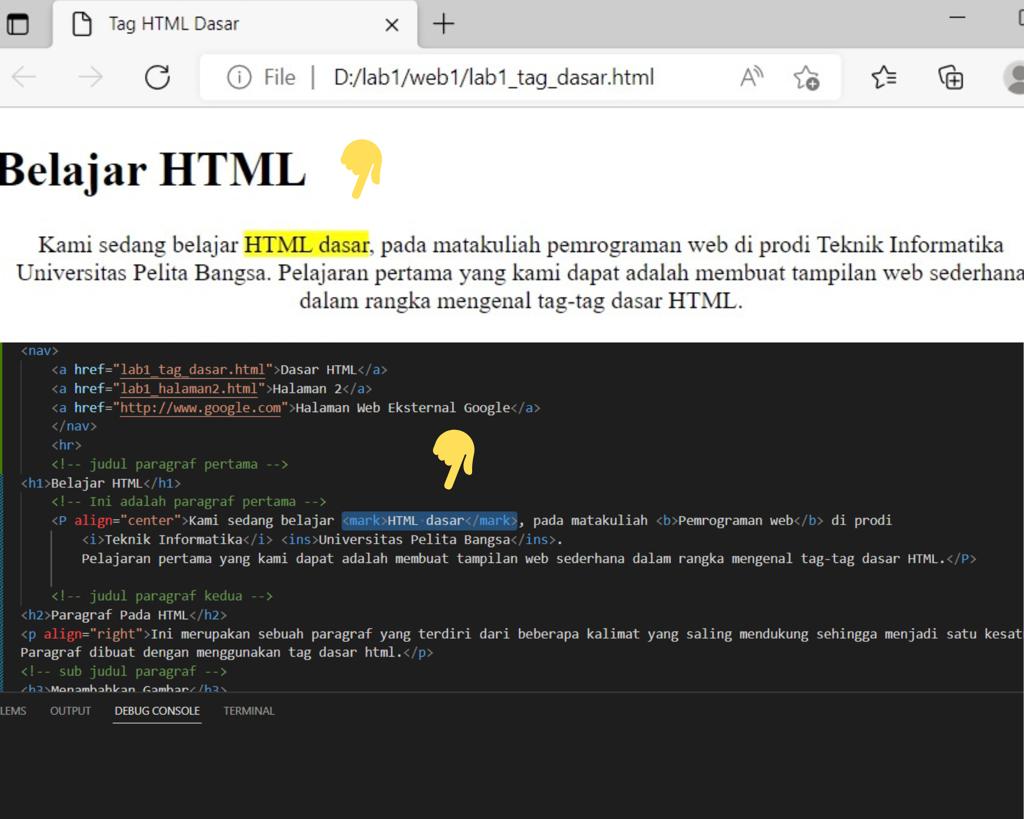 Tag HTML Dasar
File | D:/lab1/web1/lab1_tag_dasar.html
Belajar HTML
Kami sedang belajar HTML dasar, pada matakuliah pemrograman web di prodi Teknik Informatika
Universitas Pelita Bangsa. Pelajaran pertama yang kami dapat adalah membuat tampilan web sederhana
dalam rangka mengenal tag-tag dasar HTML.
<nav>
<a href="lab1_tag_dasar.html">Dasar HTML</a>
<a href="lab1_halaman2.html">Halaman 2</a>
<a href="http://www.google.com">Halaman Web Eksternal Google</a>
</nav>
<hr>
<!-- judul paragraf pertama -->
<h1>Belajar HTML</h1>
<!-- Ini adalah paragraf pertama -->
<P align="center">Kami sedang belajar <mark>HTML dasar</mark>, pada matakuliah <b>Pemrograman web</b> di prodi
<i>Teknik Informatika</i> <ins>Universitas Pelita Bangsa</ins>.
Pelajaran pertama yang kami dapat adalah membuat tampilan web sederhana dalam rangka mengenal tag-tag dasar HTML.</P>
<!-- judul paragraf kedua -->
<h2>Paragraf Pada HTML</h2>
<p align="right">Ini merupakan sebuah paragraf yang terdiri dari beberapa kalimat yang saling mendukung sehingga menjadi satu kesat
Paragraf dibuat dengan menggunakan tag dasar html.</p>
<!-- sub judul paragraf -->
<h3>Menambahkan Gambar</h3>
LEMS OUTPUT DEBUG CONSOLE TERMINAL